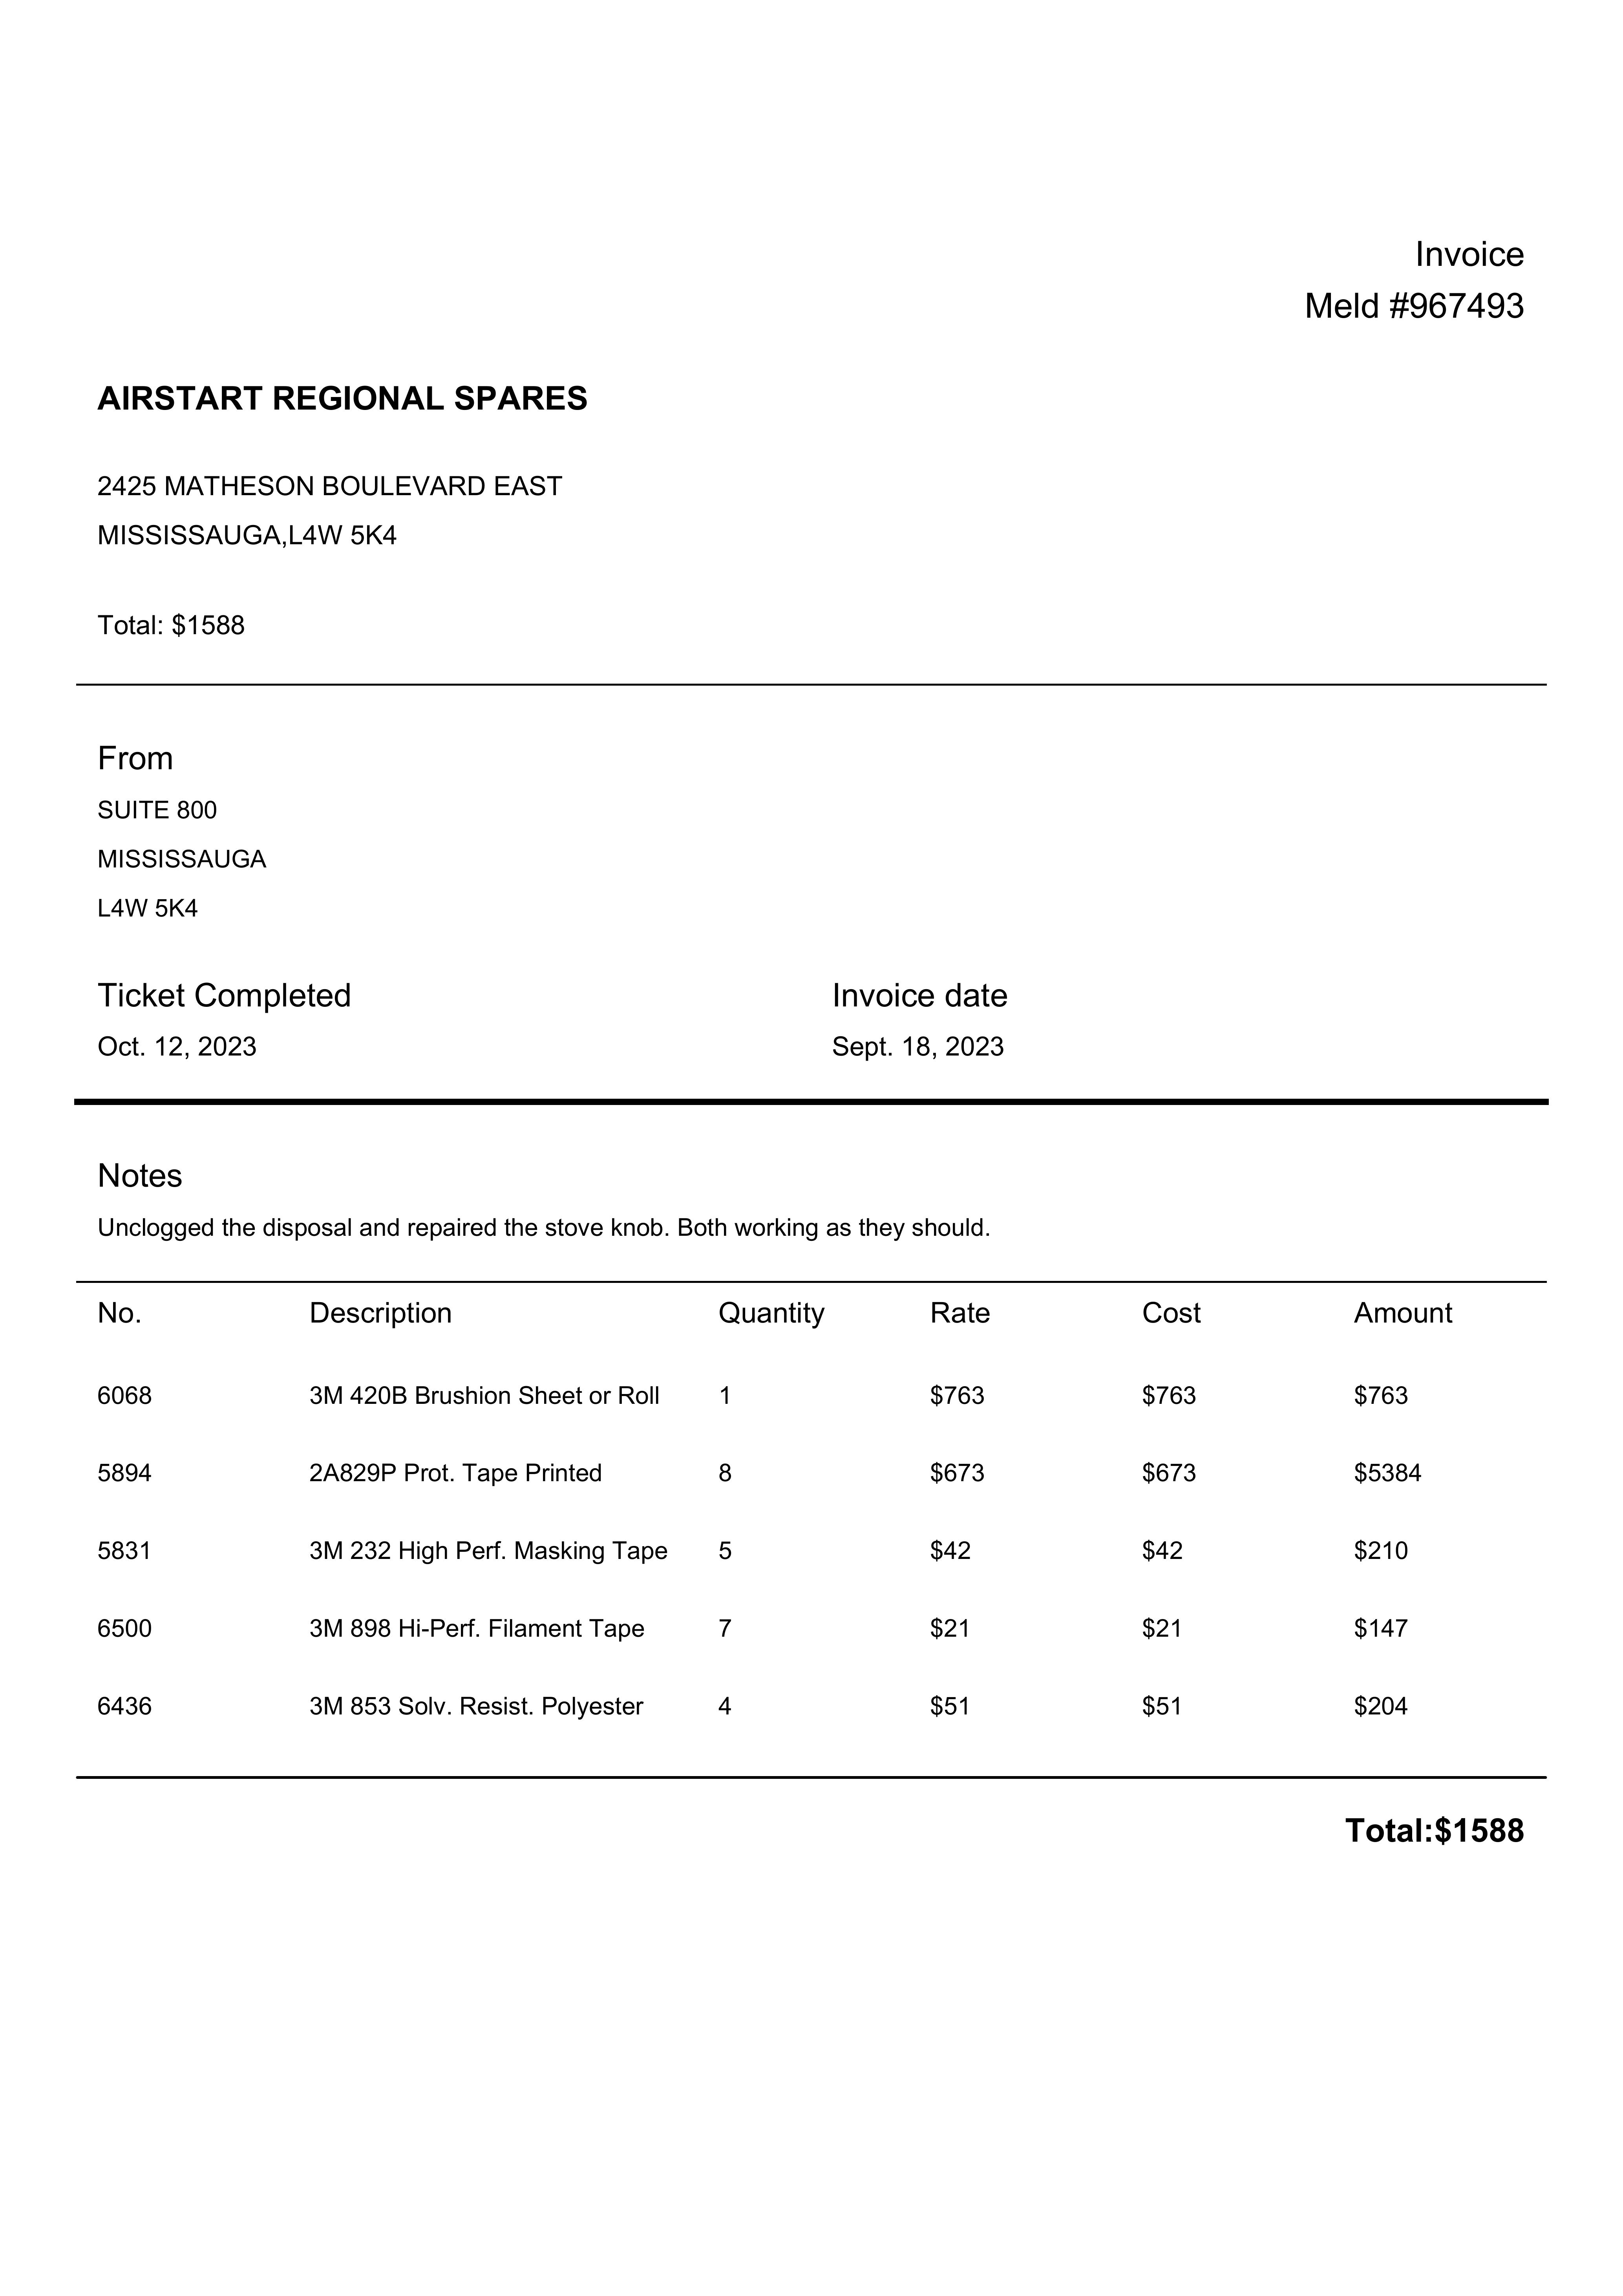 Invoice
Meld #967493
AIRSTART REGIONAL SPARES
2425 MATHESON BOULEVARD EAST
MISSISSAUGA,L4W 5K4
Total: $1588
From
SUITE 800
MISSISSAUGA
L4W 5K4
Ticket Completed Invoice date
Oct. 12, 2023 Sept. 18, 2023
Notes
Unclogged the disposal and repaired the stove knob. Both working as they should.
No. Description Quantity Rate Cost Amount
6068 3M 420B Brushion Sheet or Roll 1 $763 $763 $763
5894 2A829P Prot. Tape Printed 8 $673 $673 $5384
5831 3M 232 High Perf. Masking Tape 5 $42 $42 $210
6500 3M 898 Hi-Perf. Filament Tape 7 $21 $21 $147
6436 3M 853 Solv. Resist. Polyester 4 $51 $51 $204
Total:$1588